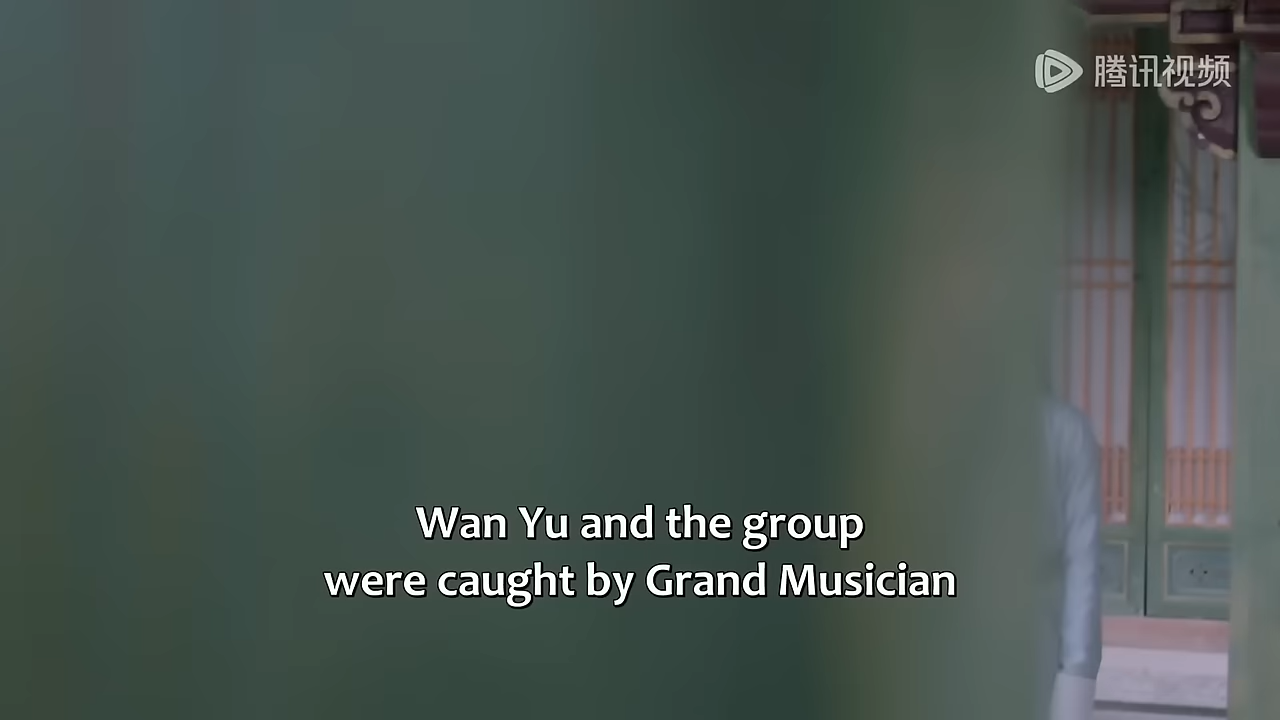 腾讯视频
Wan Yu and the group
were caught by Grand Musician